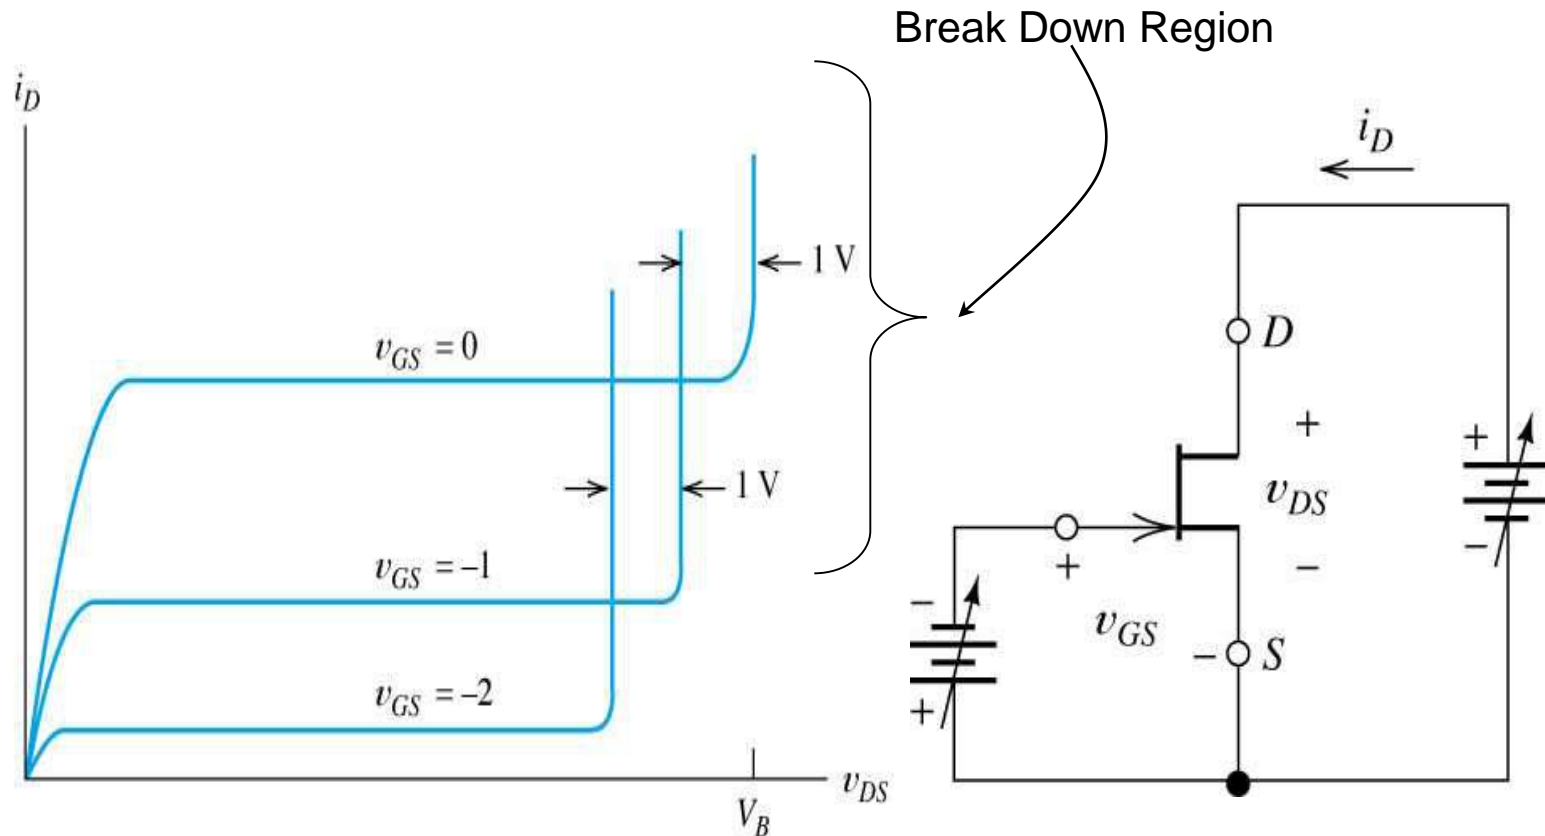 Break Down Region
i_D
1 V
v_GS = 0
1 V
v_GS = –1
v_GS = –2
v_DS
V_B
i_D
D
+
v_DS
–
+
–
+
v_GS
–
+
– S